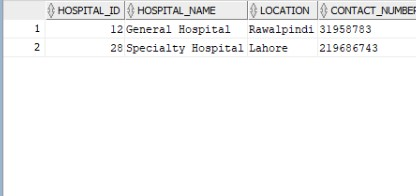 HOSPITAL_ID HOSPITAL_NAME LOCATION CONTACT_NUMBER
1 12 General Hospital Rawalpindi 31958783
2 28 Specialty Hospital Lahore 219686743